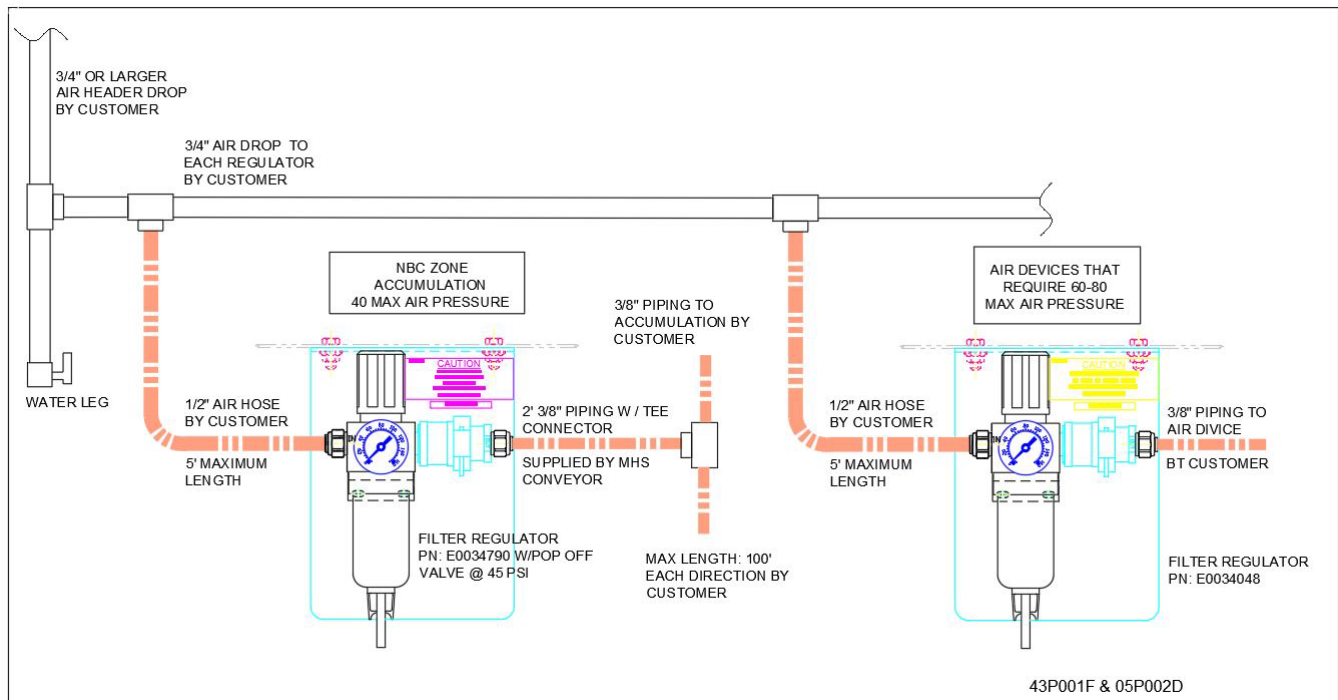 3/4" OR LARGER
AIR HEADER DROP
BY CUSTOMER
3/4" AIR DROP TO
EACH REGULATOR
BY CUSTOMER
WATER LEG
NBC ZONE
ACCUMULATION
40 MAX AIR PRESSURE
3/8" PIPING TO
ACCUMULATION BY
CUSTOMER
AIR DEVICES THAT
REQUIRE 60-80
MAX AIR PRESSURE
CAUTION
CAUTION
1/2" AIR HOSE
BY CUSTOMER
5' MAXIMUM
LENGTH
IN
2' 3/8" PIPING W / TEE
CONNECTOR
SUPPLIED BY MHS
CONVEYOR
1/2" AIR HOSE
BY CUSTOMER
5' MAXIMUM
LENGTH
IN
3/8" PIPING TO
AIR DIVICE
BT CUSTOMER
FILTER REGULATOR
PN: E0034790 W/POP OFF
VALVE @ 45 PSI
MAX LENGTH: 100'
EACH DIRECTION BY
CUSTOMER
FILTER REGULATOR
PN: E0034048
43P001F & 05P002D